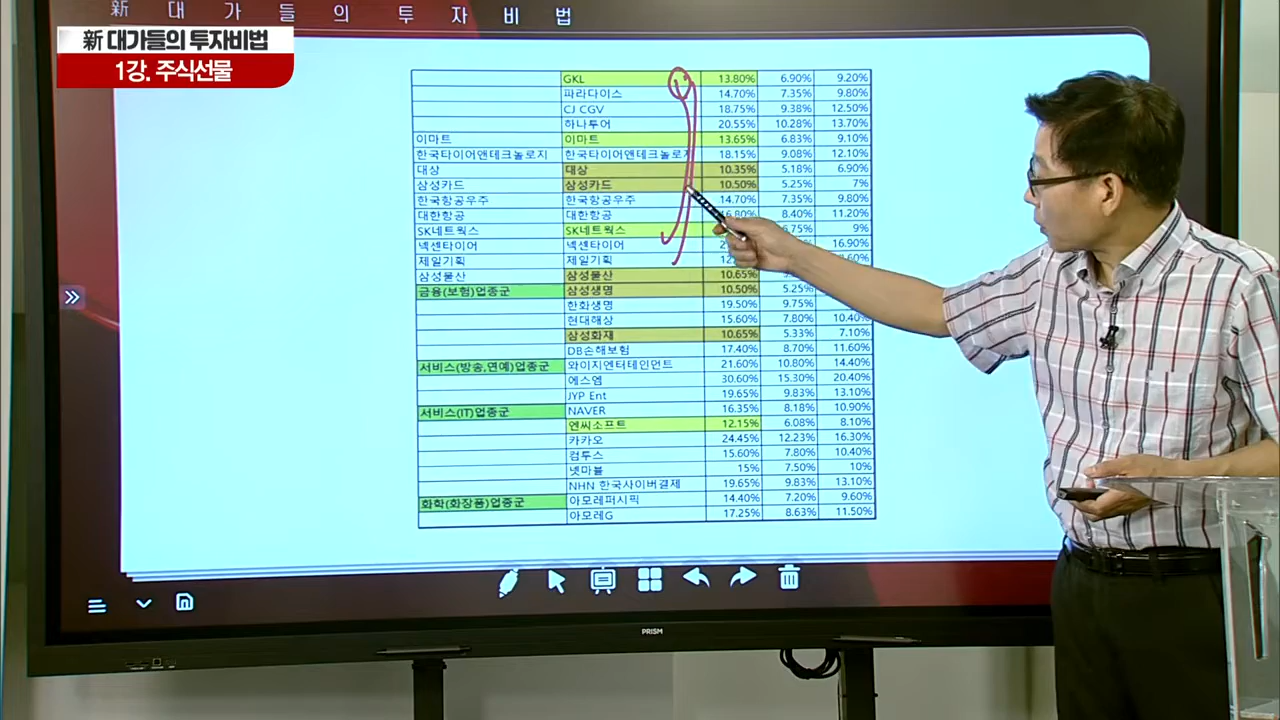 新 대 가 들 의 투 자 비 법
新 대가들의 투자비법
1강. 주식선물
GKL 13.80% 6.90% 9.20%
파라다이스 14.70% 7.35% 9.80%
CJ CGV 18.75% 9.38% 12.50%
하나투어 20.55% 10.28% 13.70%
이마트 이마트 13.65% 6.83% 9.10%
한국타이어앤테크놀로지 한국타이어앤테크놀로지 18.15% 9.08% 12.10%
대상 대상 10.35% 5.18% 6.90%
삼성카드 삼성카드 10.50% 5.25% 7%
한국항공우주 한국항공우주 14.70% 7.35% 9.80%
대한항공 대한항공 16.80% 8.40% 11.20%
SK네트웍스 SK네트웍스 9%
넥센타이어 넥센타이어 16.90%
제일기획 제일기획
삼성물산 삼성물산 10.65%
금융(보험)업종군 삼성생명 10.50% 5.25%
한화생명 19.50% 9.75%
현대해상 15.60% 7.80% 10.40%
삼성화재 10.65% 5.33% 7.10%
DB손해보험 17.40% 8.70% 11.60%
서비스(방송,연예)업종군 와이지엔터테인먼트 21.60% 10.80% 14.40%
에스엠 30.60% 15.30% 20.40%
JYP Ent 19.65% 9.83% 13.10%
서비스(IT)업종군 NAVER 16.35% 8.18% 10.90%
엔씨소프트 12.15% 6.08% 8.10%
카카오 24.45% 12.23% 16.30%
컴투스 15.60% 7.80% 10.40%
넷마블 15% 7.50% 10%
NHN 한국사이버결제 19.65% 9.83% 13.10%
화학(화장품)업종군 아모레퍼시픽 14.40% 7.20% 9.60%
아모레G 17.25% 8.63% 11.50%
PRISM